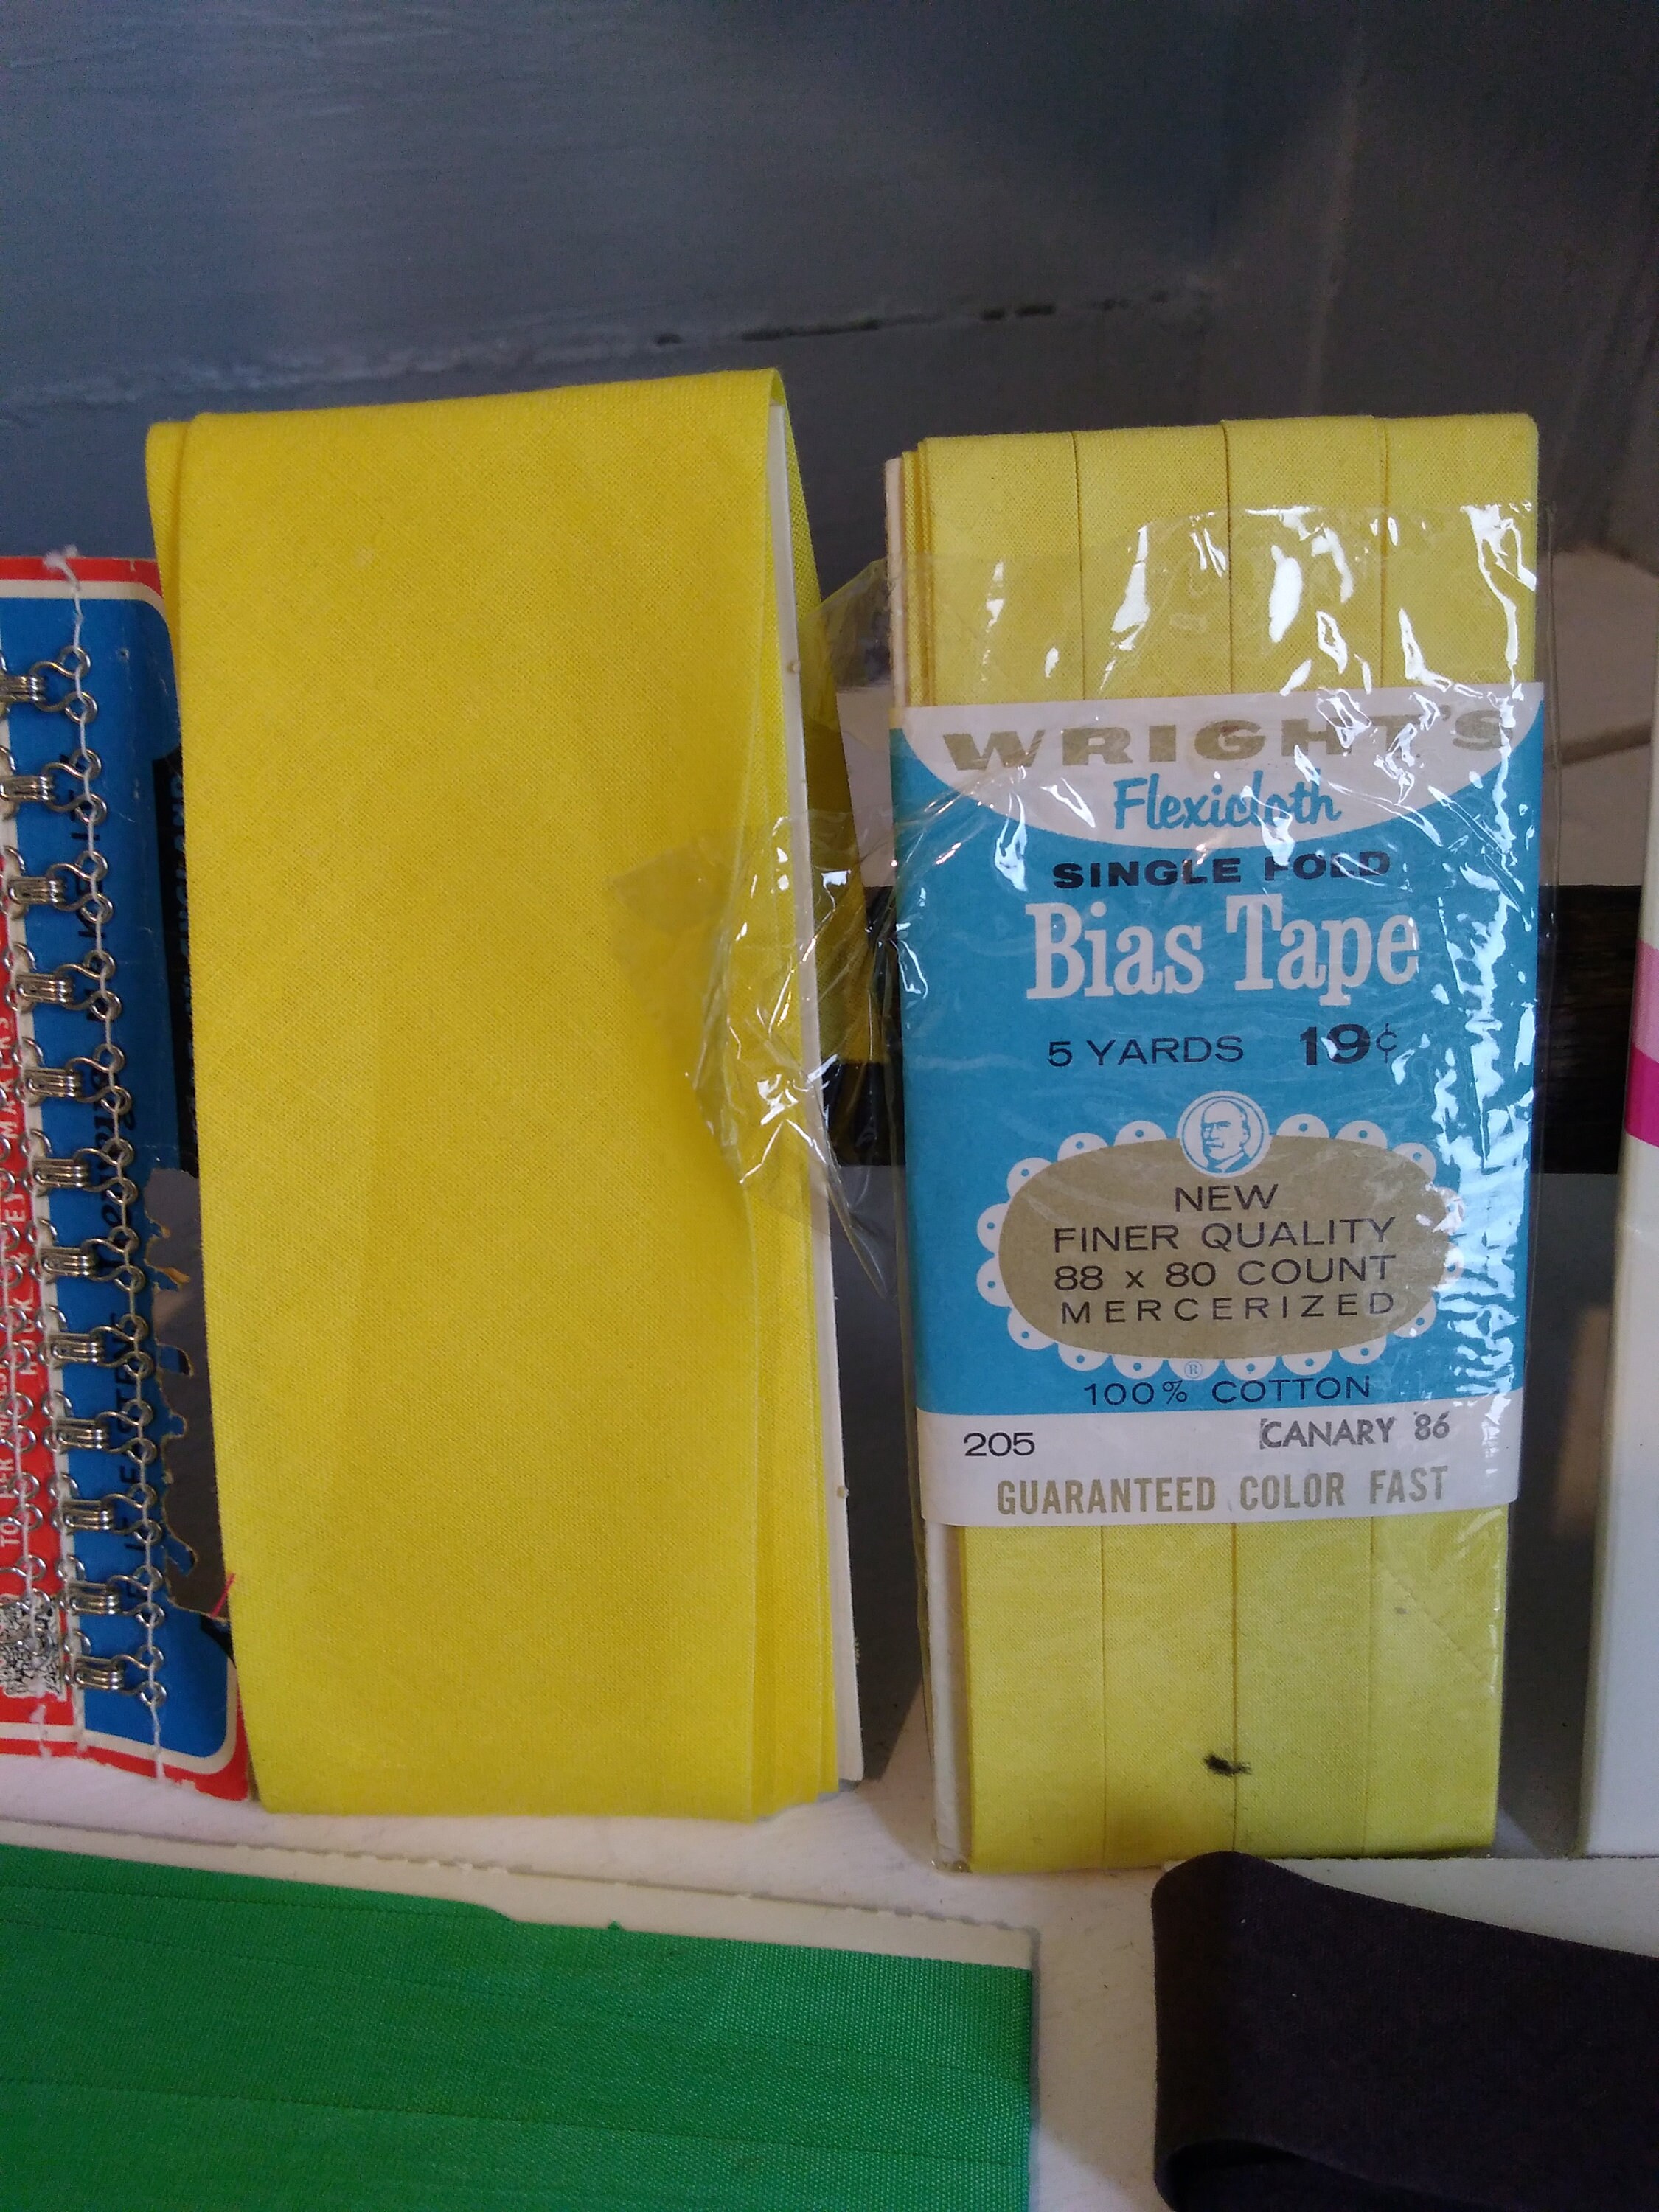 WRIGHT'S
Flexicloth
SINGLE FOLD
Bias Tape
5 YARDS 19¢
NEW
FINER QUALITY
88 x 80 COUNT
MERCERIZED
®
100% COTTON
205 CANARY 86
GUARANTEED COLOR FAST